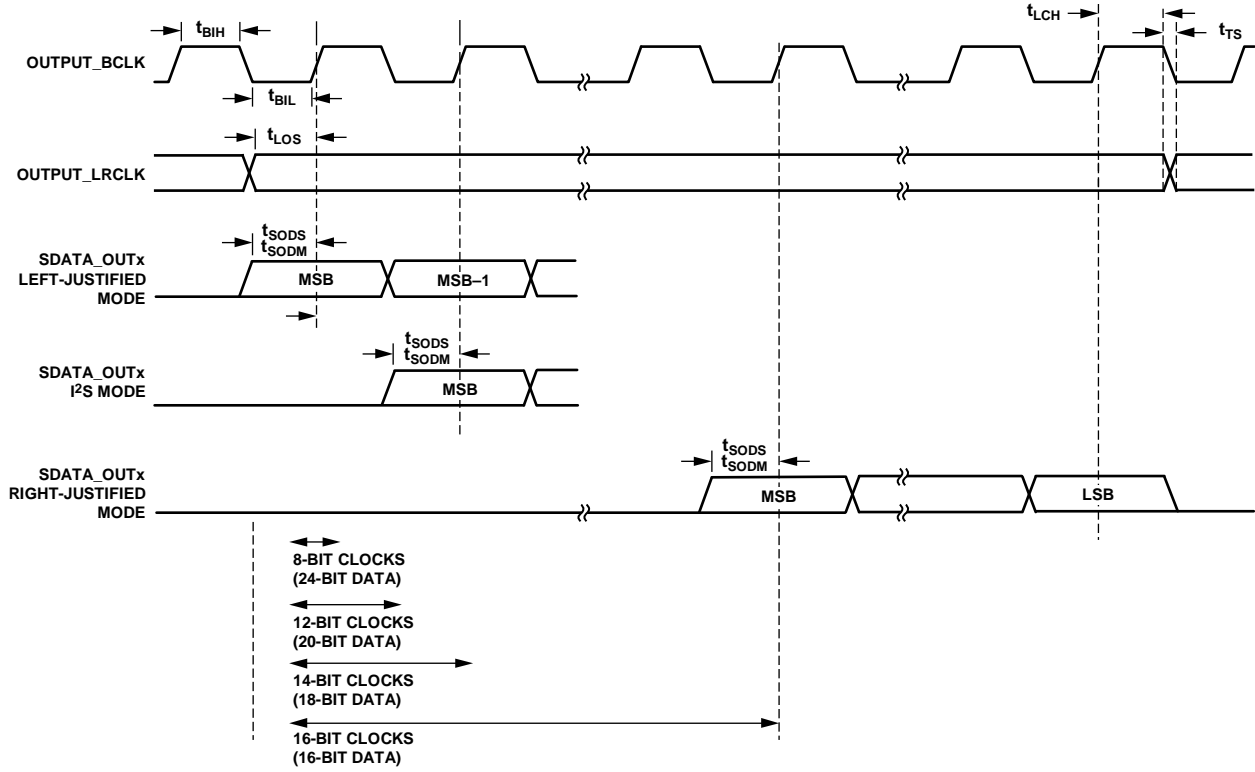 tBIH
tLCH
tTS
OUTPUT_BCLK
tBIL
tLOS
OUTPUT_LRCLK
tSODS
tSODM
SDATA_OUTx
LEFT-JUSTIFIED
MODE
MSB
MSB–1
tSODS
tSODM
SDATA_OUTx
I²S MODE
MSB
tSODS
tSODM
SDATA_OUTx
RIGHT-JUSTIFIED
MODE
MSB
LSB
8-BIT CLOCKS
(24-BIT DATA)
12-BIT CLOCKS
(20-BIT DATA)
14-BIT CLOCKS
(18-BIT DATA)
16-BIT CLOCKS
(16-BIT DATA)